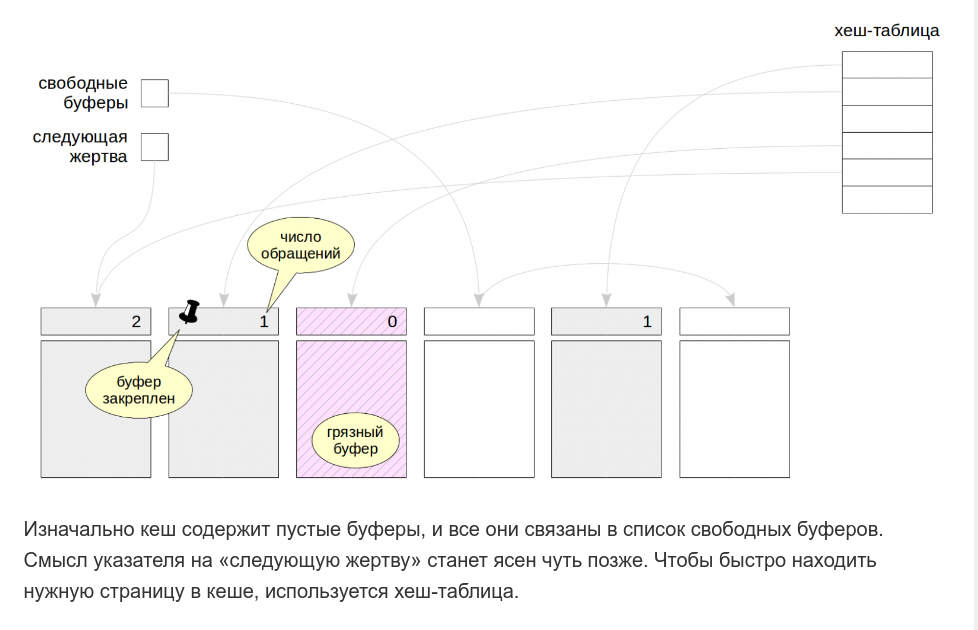 хеш-таблица
свободные
буферы
следующая
жертва
число
обращений
2
1
0
1
буфер
закреплен
грязный
буфер
Изначально кеш содержит пустые буферы, и все они связаны в список свободных буферов.
Смысл указателя на «следующую жертву» станет ясен чуть позже. Чтобы быстро находить
нужную страницу в кеше, используется хеш-таблица.